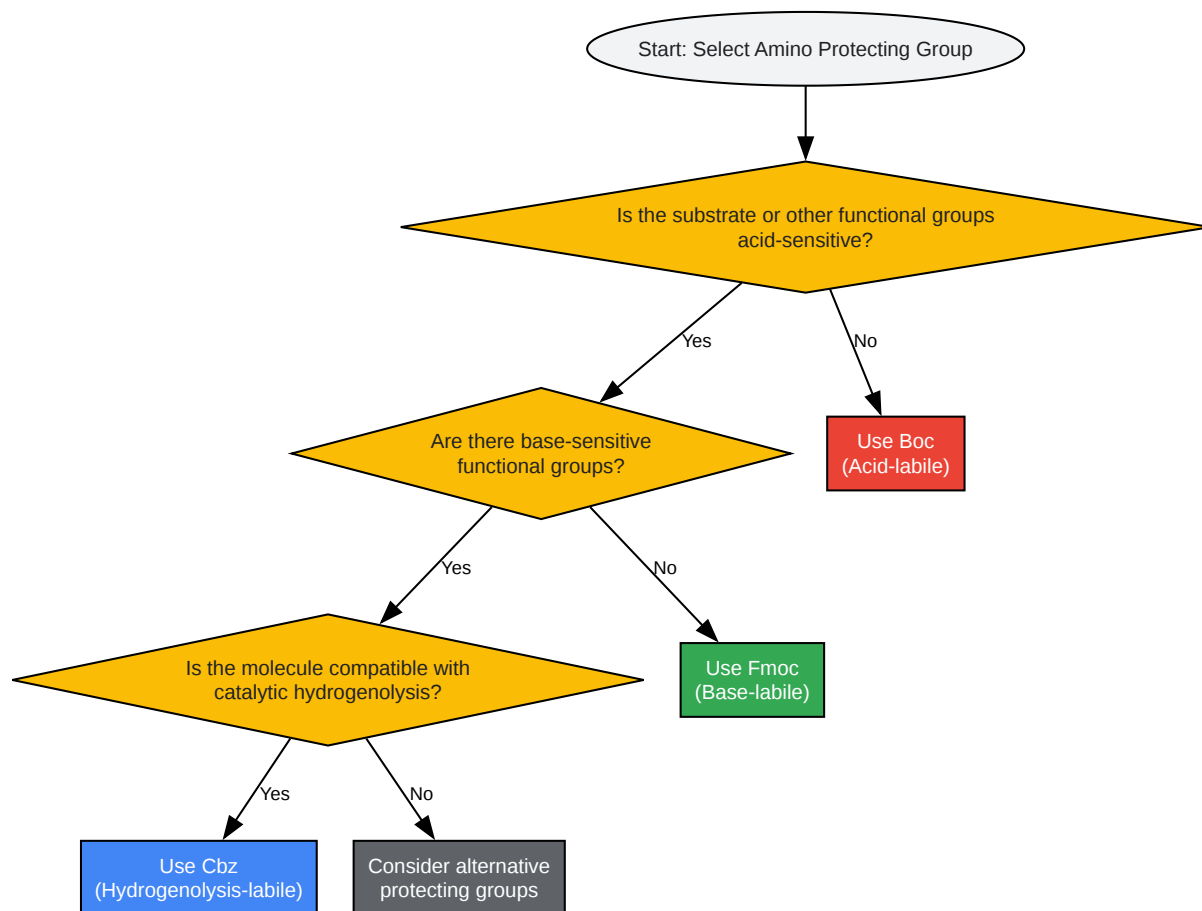 Start: Select Amino Protecting Group
Is the substrate or other functional groups
acid-sensitive?
Yes
No
Are there base-sensitive
functional groups?
Use Boc
(Acid-labile)
Yes
No
Is the molecule compatible with
catalytic hydrogenolysis?
Use Fmoc
(Base-labile)
Yes
No
Use Cbz
(Hydrogenolysis-labile)
Consider alternative
protecting groups